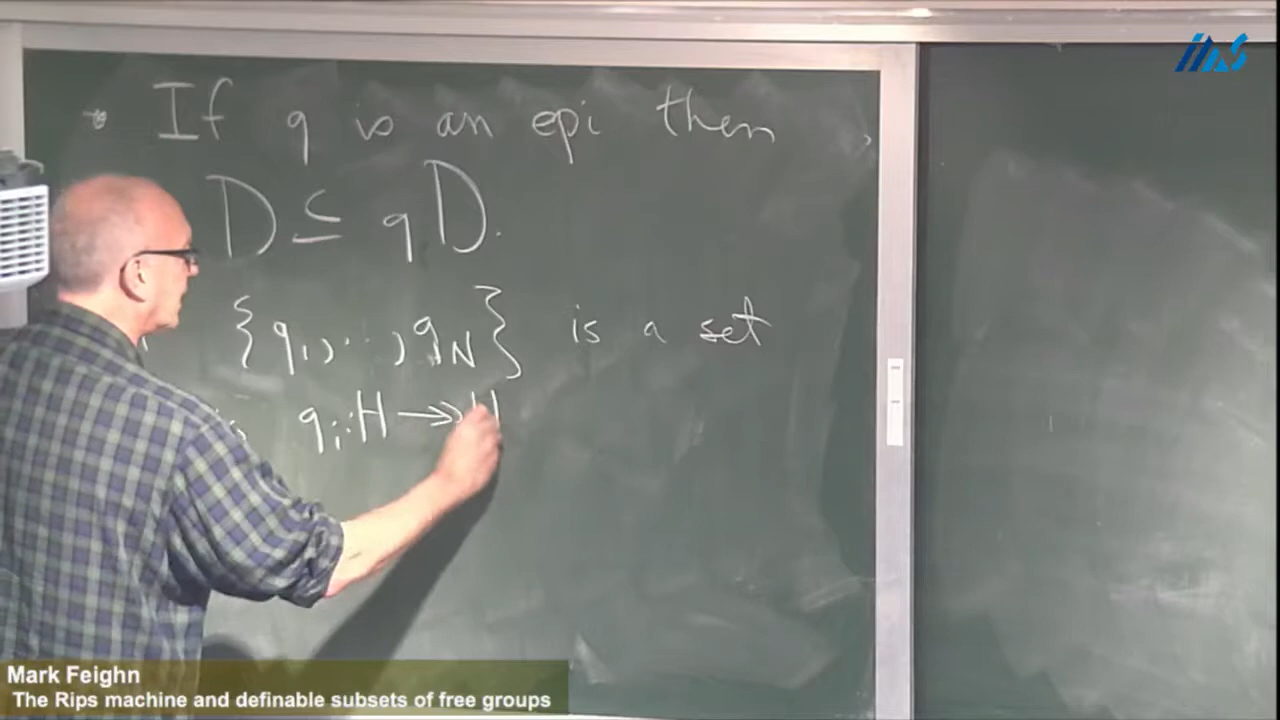 • If q is an epi then
D ⊆ qD.
{q₁, ..., q_N} is a set
qᵢ: H ↠ H
Mark Feighn
The Rips machine and definable subsets of free groups